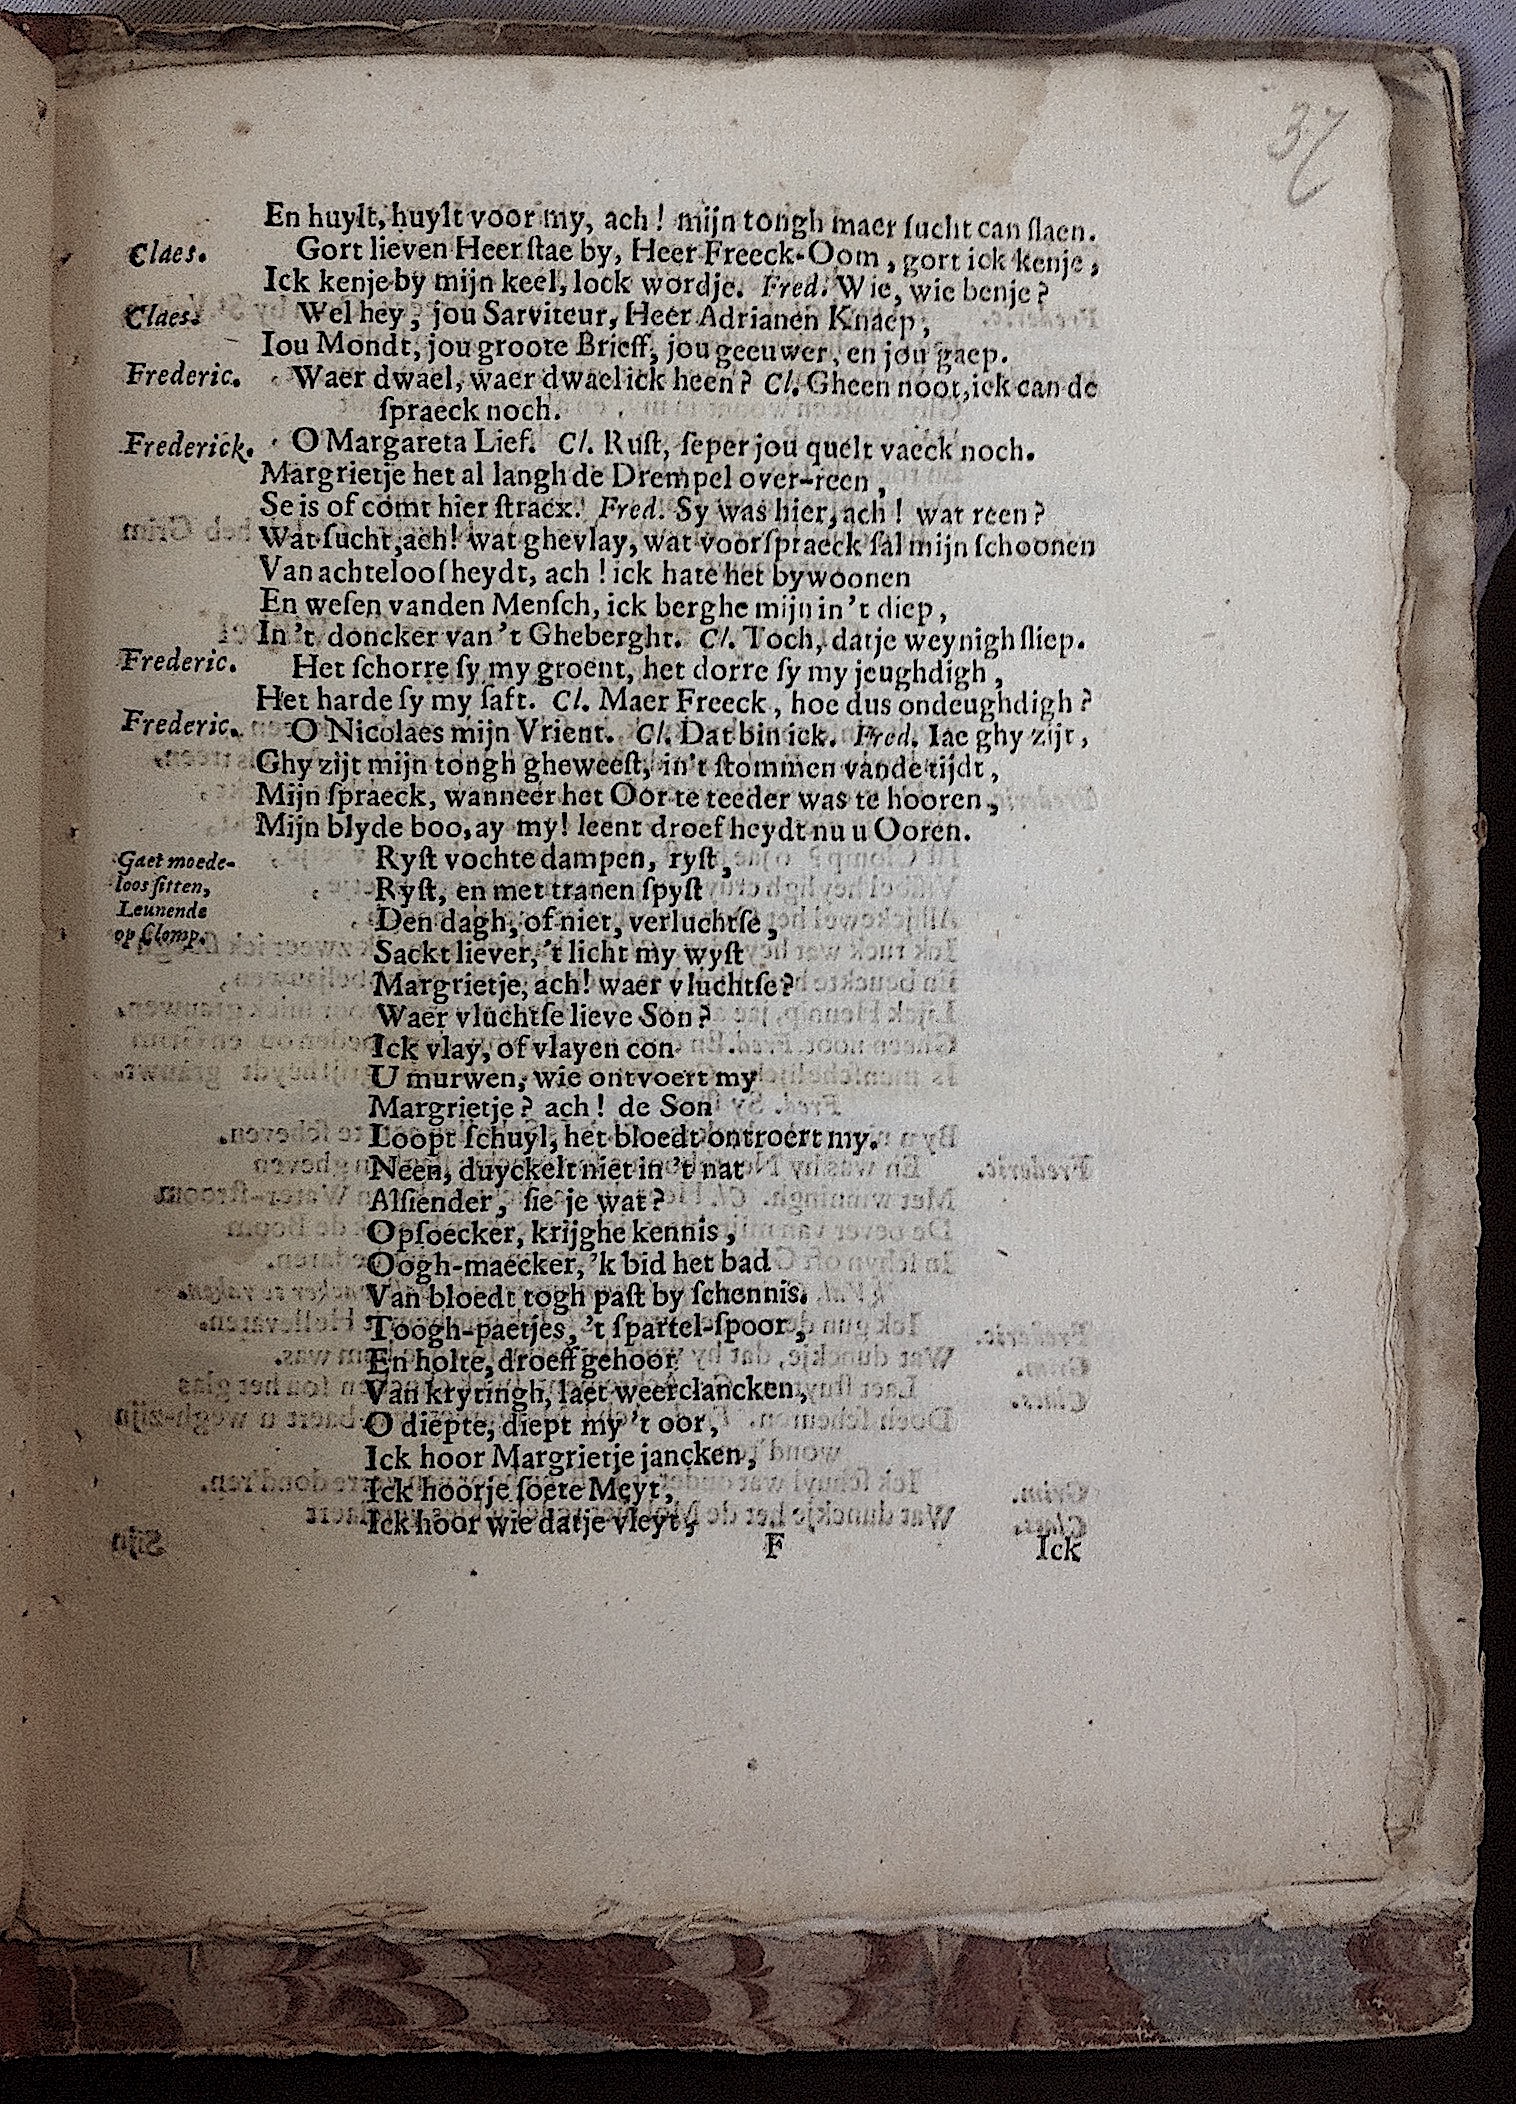 37
En huylt, huylt voor my, ach! mijn tongh maer ſucht can ſlaen.
Claes. Gort lieven Heer ſtae by, Heer Freeck-Oom, gort ick kenje,
Ick kenje by mijn keel, lock wordje. Fred. Wie, wie benje?
Claes. Wel hey, jou Sarviteur, Heer Adrianen Knaep,
Iou Mondt, jou groote Brieff, jou geeuwer, en jou gaep.
Frederic. Waer dwael, waer dwael ick heen? Cl. Gheen noot, ick can de
ſpraeck noch.
Frederick. O Margareta Lief. Cl. Ruſt, ſeper jou quelt vaeck noch.
Margrietje het al langh de Drempel over-reen,
Se is of comt hier ſtracx. Fred. Sy was hier, ach! wat reen?
Wat ſucht, ach! wat ghevlay, wat voorſpraeck ſal mijn ſchoonen
Van achtelooſheydt, ach! ick hate het bywoonen
En weſen vanden Menſch, ick berghe mijn in 't diep,
In 't doncker van 't Gheberght. Cl. Toch, datje weynigh ſliep.
Frederic. Het ſchorre ſy my groent, het dorre ſy my jeughdigh,
Het harde ſy my ſaft. Cl. Maer Freeck, hoe dus ondeughdigh?
Frederic. O Nicolaes mijn Vrient. Cl. Dat bin ick. Fred. Iae ghy zijt,
Ghy zijt mijn tongh gheweeſt, in't ſtommen vande tijdt,
Mijn ſpraeck, wanneer het Oor te teeder was te hooren,
Mijn blyde boo, ay my! leent droefheydt nu u Ooren.
Gaet moede-
loos ſitten,
Leunende
op Clomp.
Ryſt vochte dampen, ryſt,
Ryſt, en met tranen ſpyſt
Den dagh, of niet, verluchtſe,
Sackt liever, 't licht my wyſt
Margrietje, ach! waer vluchtſe?
Waer vluchtſe lieve Son?
Ick vlay, of vlayen con
U murwen, wie ontvoert my
Margrietje? ach! de Son
Loopt ſchuyl, het bloedt ontroert my.
Neen, duyckelt niet in 't nat
Alſiender, ſie je wat?
Opſoecker, krijghe kennis,
Oogh-maecker, 'k bid het bad
Van bloedt togh paſt by ſchennis.
Toogh-paetjes, 't ſpartel-ſpoor,
En holte, droeff gehoor
Van krytingh, laet weerclancken,
O diepte, diept my 't oor,
Ick hoor Margrietje jancken,
Ick hoorje ſoete Meyt,
Ick hoor wie datje vleyt,
F Ick